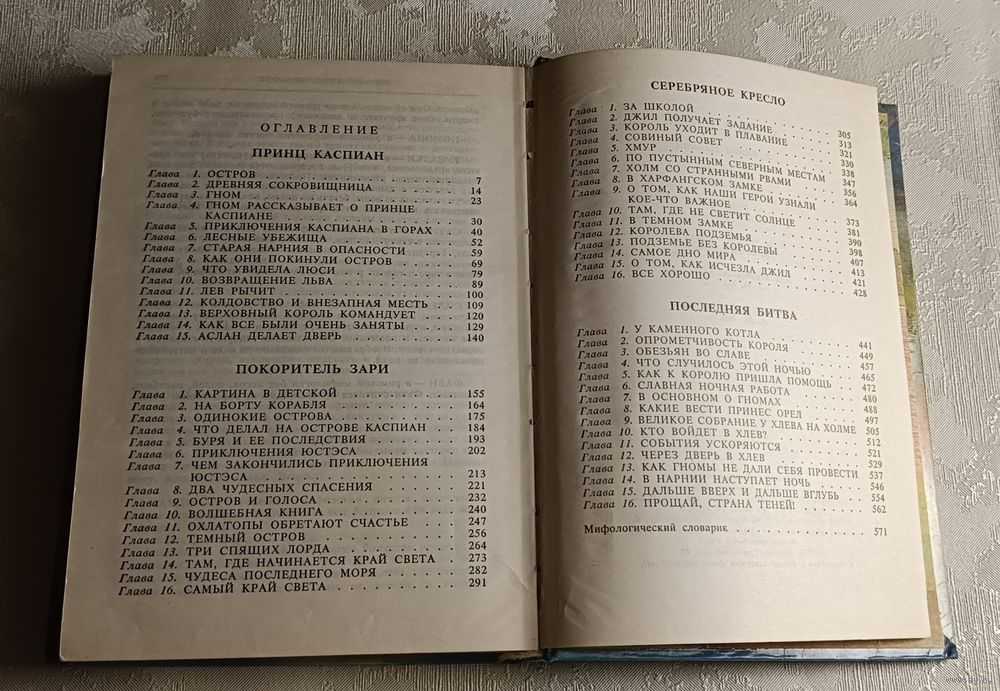 ОГЛАВЛЕНИЕ
ПРИНЦ КАСПИАН
Глава 1. ОСТРОВ . . . . . . . . . . 7
Глава 2. ДРЕВНЯЯ СОКРОВИЩНИЦА . . . . . 14
Глава 3. ГНОМ . . . . . . . . . . 23
Глава 4. ГНОМ РАССКАЗЫВАЕТ О ПРИНЦЕ
КАСПИАНЕ . . . . . . . . . . 30
Глава 5. ПРИКЛЮЧЕНИЯ КАСПИАНА В ГОРАХ . . 40
Глава 6. ЛЕСНЫЕ УБЕЖИЩА . . . . . . . 52
Глава 7. СТАРАЯ НАРНИЯ В ОПАСНОСТИ . . . 59
Глава 8. КАК ОНИ ПОКИНУЛИ ОСТРОВ . . . . 69
Глава 9. ЧТО УВИДЕЛА ЛЮСИ . . . . . . 79
Глава 10. ВОЗВРАЩЕНИЕ ЛЬВА . . . . . . 89
Глава 11. ЛЕВ РЫЧИТ . . . . . . . . 100
Глава 12. КОЛДОВСТВО И ВНЕЗАПНАЯ МЕСТЬ . . 109
Глава 13. ВЕРХОВНЫЙ КОРОЛЬ КОМАНДУЕТ . . . 120
Глава 14. КАК ВСЕ БЫЛИ ОЧЕНЬ ЗАНЯТЫ . . . 129
Глава 15. АСЛАН ДЕЛАЕТ ДВЕРЬ . . . . . . 140
ПОКОРИТЕЛЬ ЗАРИ
Глава 1. КАРТИНА В ДЕТСКОЙ . . . . . . 155
Глава 2. НА БОРТУ КОРАБЛЯ . . . . . . 164
Глава 3. ОДИНОКИЕ ОСТРОВА . . . . . . 175
Глава 4. ЧТО ДЕЛАЛ НА ОСТРОВЕ КАСПИАН . . 184
Глава 5. БУРЯ И ЕЕ ПОСЛЕДСТВИЯ . . . . . 193
Глава 6. ПРИКЛЮЧЕНИЯ ЮСТЭСА . . . . . 202
Глава 7. ЧЕМ ЗАКОНЧИЛИСЬ ПРИКЛЮЧЕНИЯ
ЮСТЭСА . . . . . . . . . . 213
Глава 8. ДВА ЧУДЕСНЫХ СПАСЕНИЯ . . . . . 221
Глава 9. ОСТРОВ И ГОЛОСА . . . . . . . 232
Глава 10. ВОЛШЕБНАЯ КНИГА . . . . . . 240
Глава 11. ОХЛАТОПЫ ОБРЕТАЮТ СЧАСТЬЕ . . . 247
Глава 12. ТЕМНЫЙ ОСТРОВ . . . . . . . 256
Глава 13. ТРИ СПЯЩИХ ЛОРДА . . . . . . 264
Глава 14. ТАМ, ГДЕ НАЧИНАЕТСЯ КРАЙ СВЕТА . . 273
Глава 15. ЧУДЕСА ПОСЛЕДНЕГО МОРЯ . . . . 282
Глава 16. САМЫЙ КРАЙ СВЕТА . . . . . . 291
СЕРЕБРЯНОЕ КРЕСЛО
Глава 1. ЗА ШКОЛОЙ . . . . . . . . 305
Глава 2. ДЖИЛ ПОЛУЧАЕТ ЗАДАНИЕ . . . . 313
Глава 3. КОРОЛЬ УХОДИТ В ПЛАВАНИЕ . . . 321
Глава 4. СОВИНЫЙ СОВЕТ . . . . . . . 330
Глава 5. ХМУР . . . . . . . . . . 338
Глава 6. ПО ПУСТЫННЫМ СЕВЕРНЫМ МЕСТАМ 347
Глава 7. ХОЛМ СО СТРАННЫМИ РВАМИ . . . 356
Глава 8. В ХАРФАНГСКОМ ЗАМКЕ . . . . . 364
Глава 9. О ТОМ, КАК НАШИ ГЕРОИ УЗНАЛИ
КОЕ-ЧТО ВАЖНОЕ . . . . . . . 373
Глава 10. ТАМ, ГДЕ НЕ СВЕТИТ СОЛНЦЕ . . . 381
Глава 11. В ТЕМНОМ ЗАМКЕ . . . . . . 390
Глава 12. КОРОЛЕВА ПОДЗЕМЬЯ . . . . . 398
Глава 13. ПОДЗЕМЬЕ БЕЗ КОРОЛЕВЫ . . . . 407
Глава 14. САМОЕ ДНО МИРА . . . . . . 413
Глава 15. О ТОМ, КАК ИСЧЕЗЛА ДЖИЛ . . . . 421
Глава 16. ВСЕ ХОРОШО . . . . . . . . 428
ПОСЛЕДНЯЯ БИТВА
Глава 1. У КАМЕННОГО КОТЛА . . . . . 441
Глава 2. ОПРОМЕТЧИВОСТЬ КОРОЛЯ . . . . 449
Глава 3. ОБЕЗЬЯН ВО СЛАВЕ . . . . . . 457
Глава 4. ЧТО СЛУЧИЛОСЬ ЭТОЙ НОЧЬЮ . . . 465
Глава 5. КАК К КОРОЛЮ ПРИШЛА ПОМОЩЬ . . 472
Глава 6. СЛАВНАЯ НОЧНАЯ РАБОТА . . . . 480
Глава 7. В ОСНОВНОМ О ГНОМАХ . . . . . 488
Глава 8. КАКИЕ ВЕСТИ ПРИНЕС ОРЕЛ . . . . 497
Глава 9. ВЕЛИКОЕ СОБРАНИЕ У ХЛЕВА НА ХОЛМЕ 505
Глава 10. КТО ВОЙДЕТ В ХЛЕВ? . . . . . . 512
Глава 11. СОБЫТИЯ УСКОРЯЮТСЯ . . . . . 521
Глава 12. ЧЕРЕЗ ДВЕРЬ В ХЛЕВ . . . . . . 529
Глава 13. КАК ГНОМЫ НЕ ДАЛИ СЕБЯ ПРОВЕСТИ 537
Глава 14. В НАРНИИ НАСТУПАЕТ НОЧЬ . . . 546
Глава 15. ДАЛЬШЕ ВВЕРХ И ДАЛЬШЕ ВГЛУБЬ . . 554
Глава 16. ПРОЩАЙ, СТРАНА ТЕНЕЙ! . . . . . 562
Мифологический словарик . . . . . . . . . 571